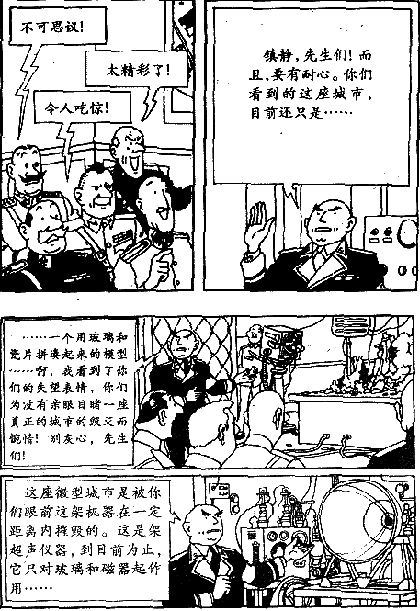 不可思议!
太精彩了!
令人吃惊!
镇静,先生们!而
且,要有耐心。你们
看到的这座城市,
目前还只是……
……一个用玻璃和
瓷片拼凑起来的模型
……啊,我看到了你
们的失望表情,你们
为没有亲眼目睹一座
真正的城市的毁灭而
惋惜!别灰心,先生
们!
这座微型城市是被你
们眼前这架机器在一定
距离内摧毁的。这是架
超声仪器,到目前为止,
它只对玻璃和磁器起作
用……